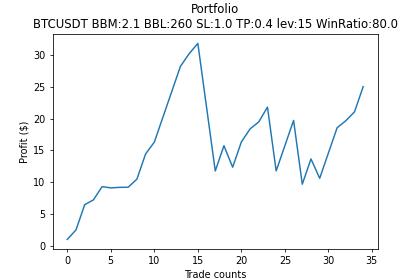 Portfolio
BTCUSDT BBM:2.1 BBL:260 SL:1.0 TP:0.4 lev:15 WinRatio:80.0
Profit ($)
30
25
20
15
10
5
0
0 5 10 15 20 25 30 35
Trade counts